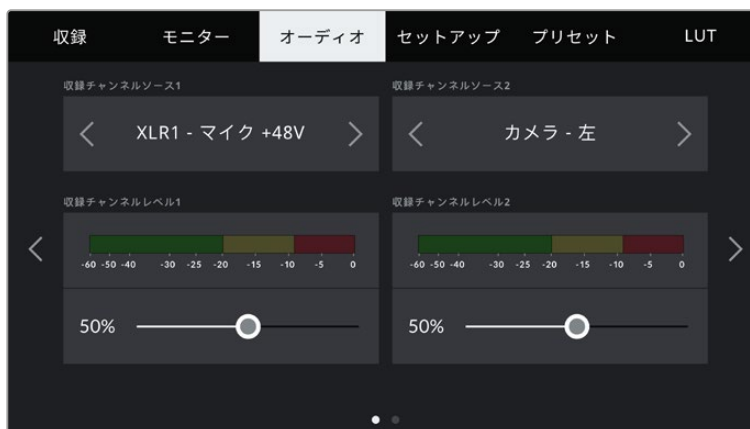 収録 モニター オーディオ セットアップ プリセット LUT
収録チャンネルソース1 収録チャンネルソース2
XLR1 - マイク +48V カメラ - 左
収録チャンネルレベル1 収録チャンネルレベル2
-60 -50 -40 -30 -25 -20 -15 -10 -5 0 -60 -50 -40 -30 -25 -20 -15 -10 -5 0
50% 50%